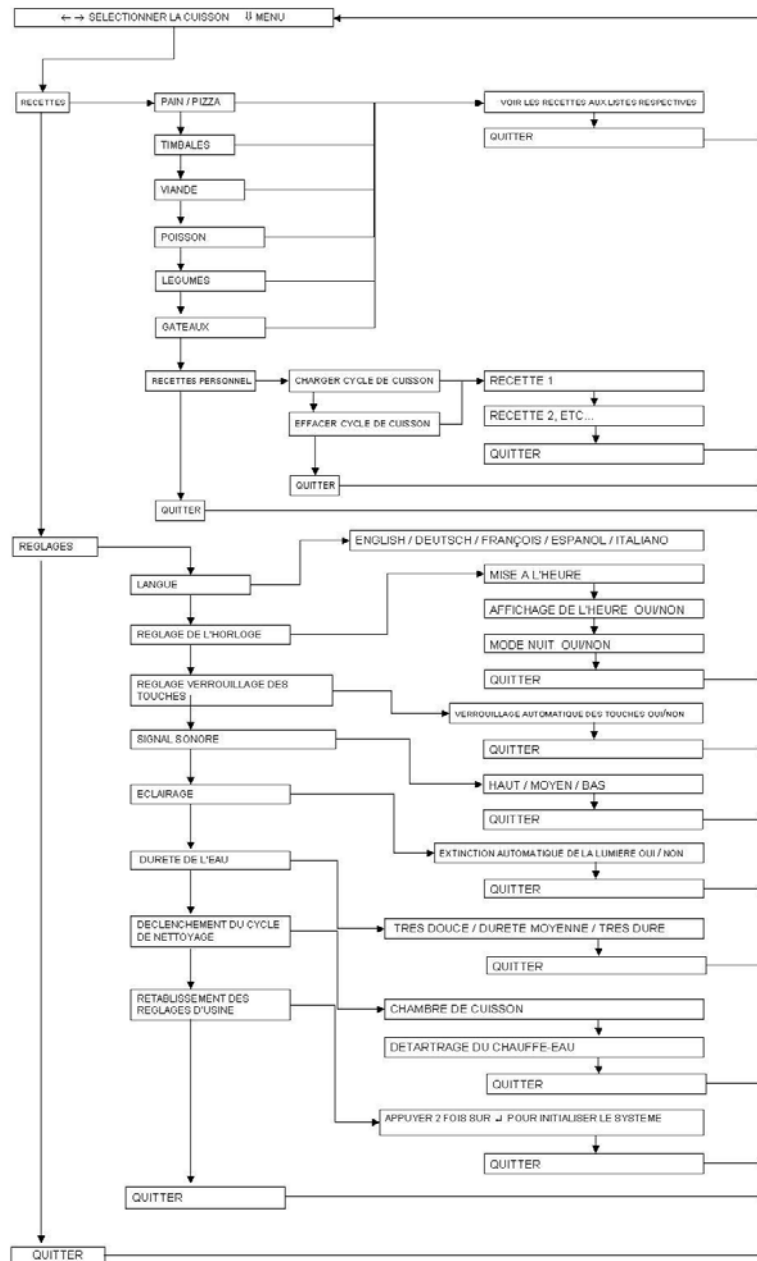 ← → SELECTIONNER LA CUISSON ⇓ MENU
RECETTES
PAIN / PIZZA
VOIR LES RECETTES AUX LISTES RESPECTIVES
QUITTER
TIMBALES
VIANDE
POISSON
LEGUMES
GATEAUX
RECETTES PERSONNEL
CHARGER CYCLE DE CUISSON
RECETTE 1
EFFACER CYCLE DE CUISSON
RECETTE 2, ETC...
QUITTER
QUITTER
QUITTER
REGLAGES
ENGLISH / DEUTSCH / FRANÇOIS / ESPANOL / ITALIANO
LANGUE
MISE A L'HEURE
REGLAGE DE L'HORLOGE
AFFICHAGE DE L'HEURE OUI/NON
MODE NUIT OUI/NON
QUITTER
REGLAGE VERROUILLAGE DES
TOUCHES
VERROUILLAGE AUTOMATIQUE DES TOUCHES OUI/NON
QUITTER
SIGNAL SONORE
HAUT / MOYEN / BAS
QUITTER
ECLAIRAGE
EXTINCTION AUTOMATIQUE DE LA LUMIERE OUI / NON
QUITTER
DURETE DE L'EAU
TRES DOUCE / DURETE MOYENNE / TRES DURE
QUITTER
DECLENCHEMENT DU CYCLE
DE NETTOYAGE
CHAMBRE DE CUISSON
DETARTRAGE DU CHAUFFE-EAU
QUITTER
RETABLISSEMENT DES
REGLAGES D'USINE
APPUYER 2 FOIS SUR ↵ POUR INITIALISER LE SYSTEME
QUITTER
QUITTER
QUITTER